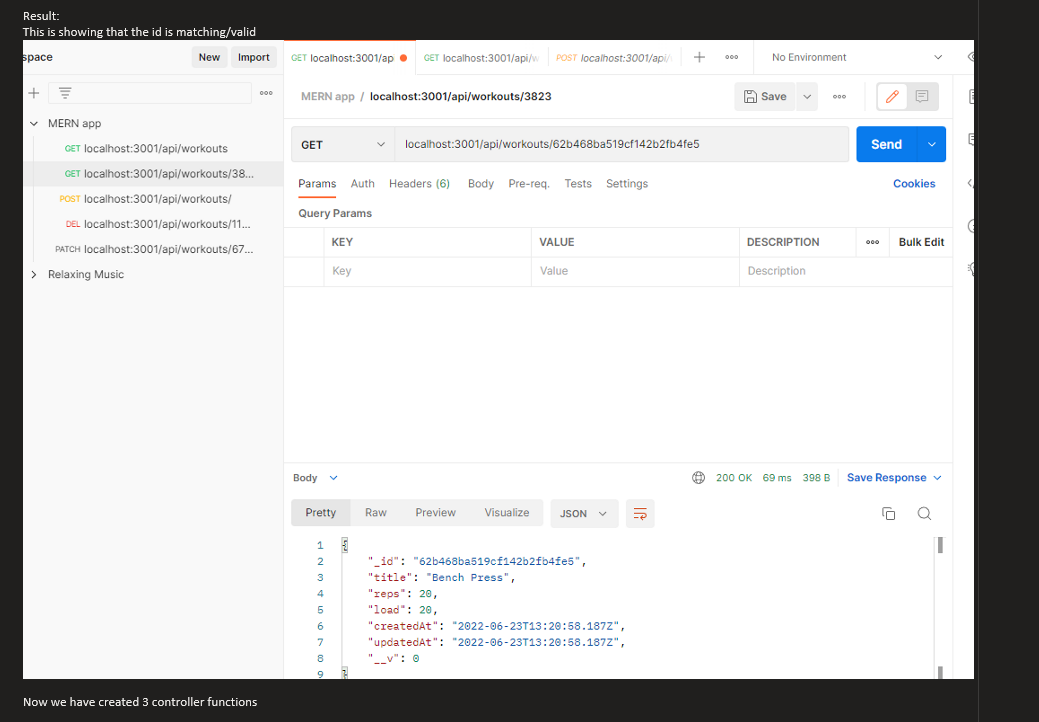 Result:
This is showing that the id is matching/valid
space
New
Import
GET localhost:3001/ap
GET localhost:3001/api/w
POST localhost:3001/api/
No Environment
MERN app / localhost:3001/api/workouts/3823
Save
MERN app
GET localhost:3001/api/workouts
GET localhost:3001/api/workouts/38...
POST localhost:3001/api/workouts/
DEL localhost:3001/api/workouts/11...
PATCH localhost:3001/api/workouts/67...
Relaxing Music
GET localhost:3001/api/workouts/62b468ba519cf142b2fb4fe5
Send
Params Auth Headers (6) Body Pre-req. Tests Settings
Cookies
Query Params
KEY VALUE DESCRIPTION Bulk Edit
Key Value Description
Body
200 OK 69 ms 398 B Save Response
Pretty Raw Preview Visualize JSON
1 {
2 "_id": "62b468ba519cf142b2fb4fe5",
3 "title": "Bench Press",
4 "reps": 20,
5 "load": 20,
6 "createdAt": "2022-06-23T13:20:58.187Z",
7 "updatedAt": "2022-06-23T13:20:58.187Z",
8 "__v": 0
9 }
Now we have created 3 controller functions